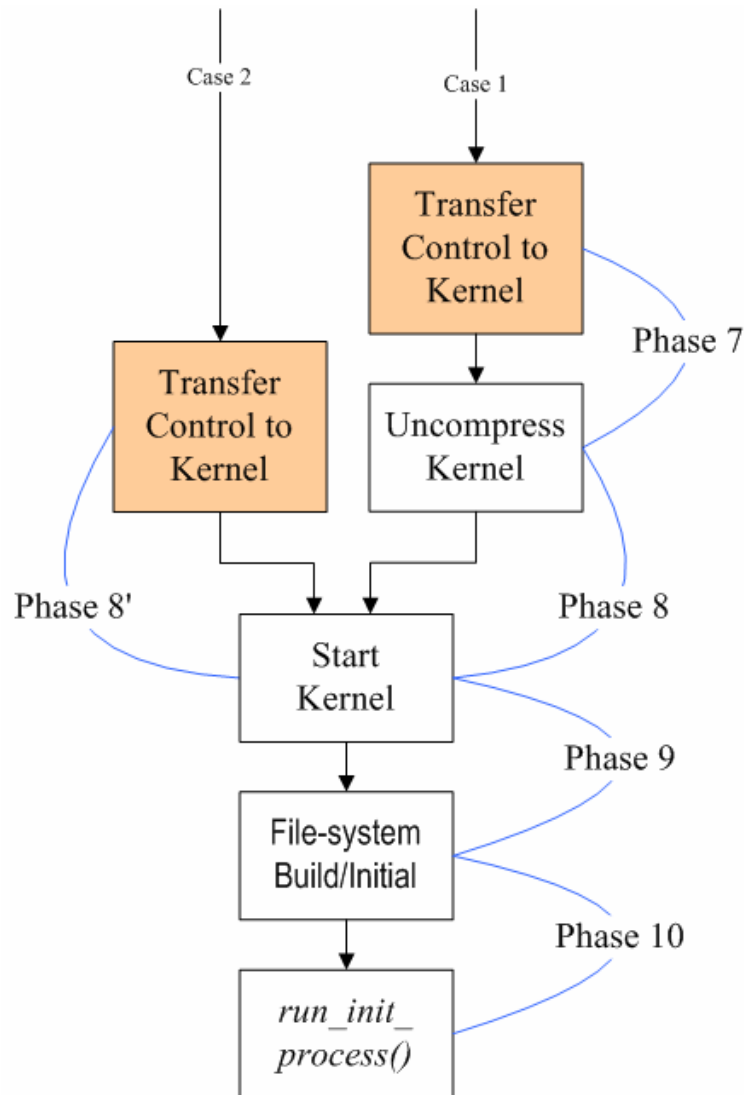 Case 2
Case 1
Transfer
Control to
Kernel
Phase 7
Transfer
Control to
Kernel
Uncompress
Kernel
Phase 8'
Phase 8
Start
Kernel
Phase 9
File-system
Build/Initial
Phase 10
run_init_
process()